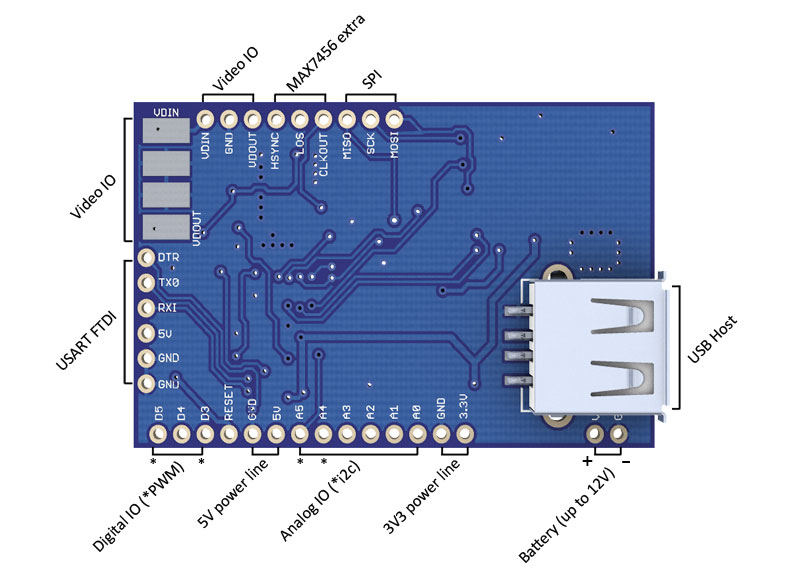 Video IO
MAX7456 extra
SPI
VDIN
VDIN
GND
VDOUT
HSYNC
LOS
CLKOUT
MISO
SCK
MOSI
Video IO
VDOUT
USART FTDI
DTR
TX0
RXI
5V
GND
GND
USB Host
D5
D4
D3
RESET
GND
5V
A5
A4
A3
A2
A1
A0
GND
3.3V
* * * *
+ −
Digital IO (*PWM)
5V power line
Analog IO (*i2c)
3V3 power line
Battery (up to 12V)